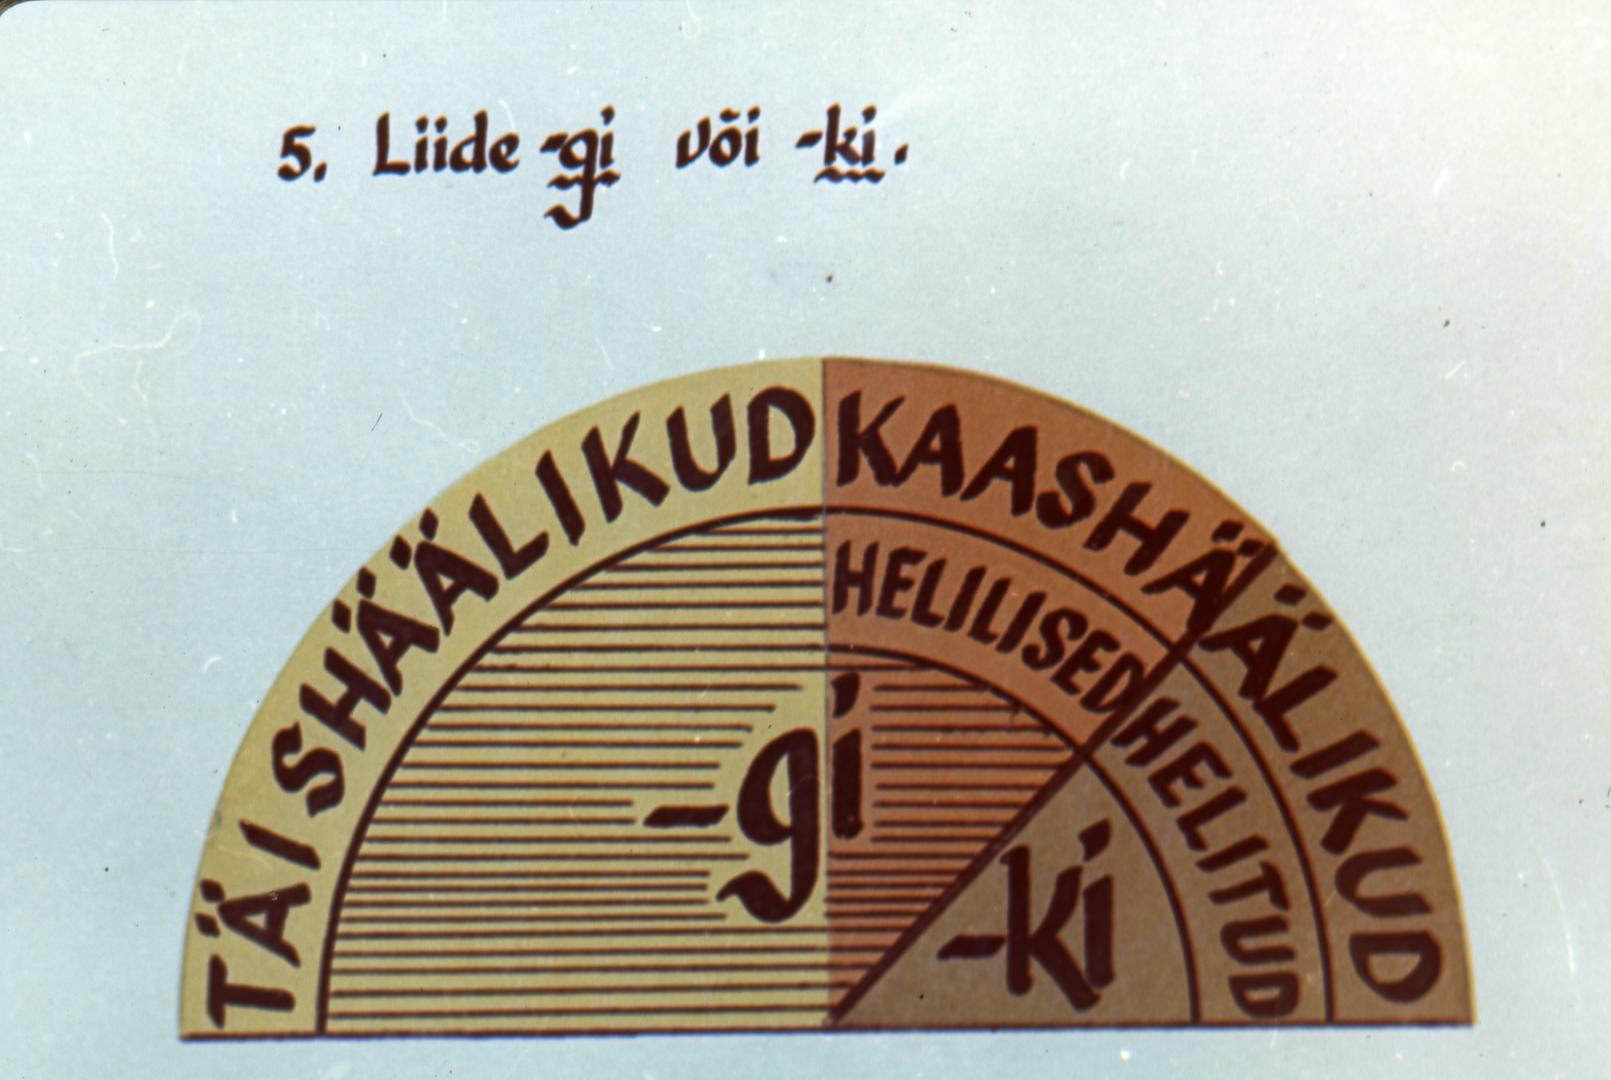 5. Liide -gi või -ki.
TÄISHÄÄLIKUD
KAASHÄÄLIKUD
HELILISED
HELITUD
-gi
-ki